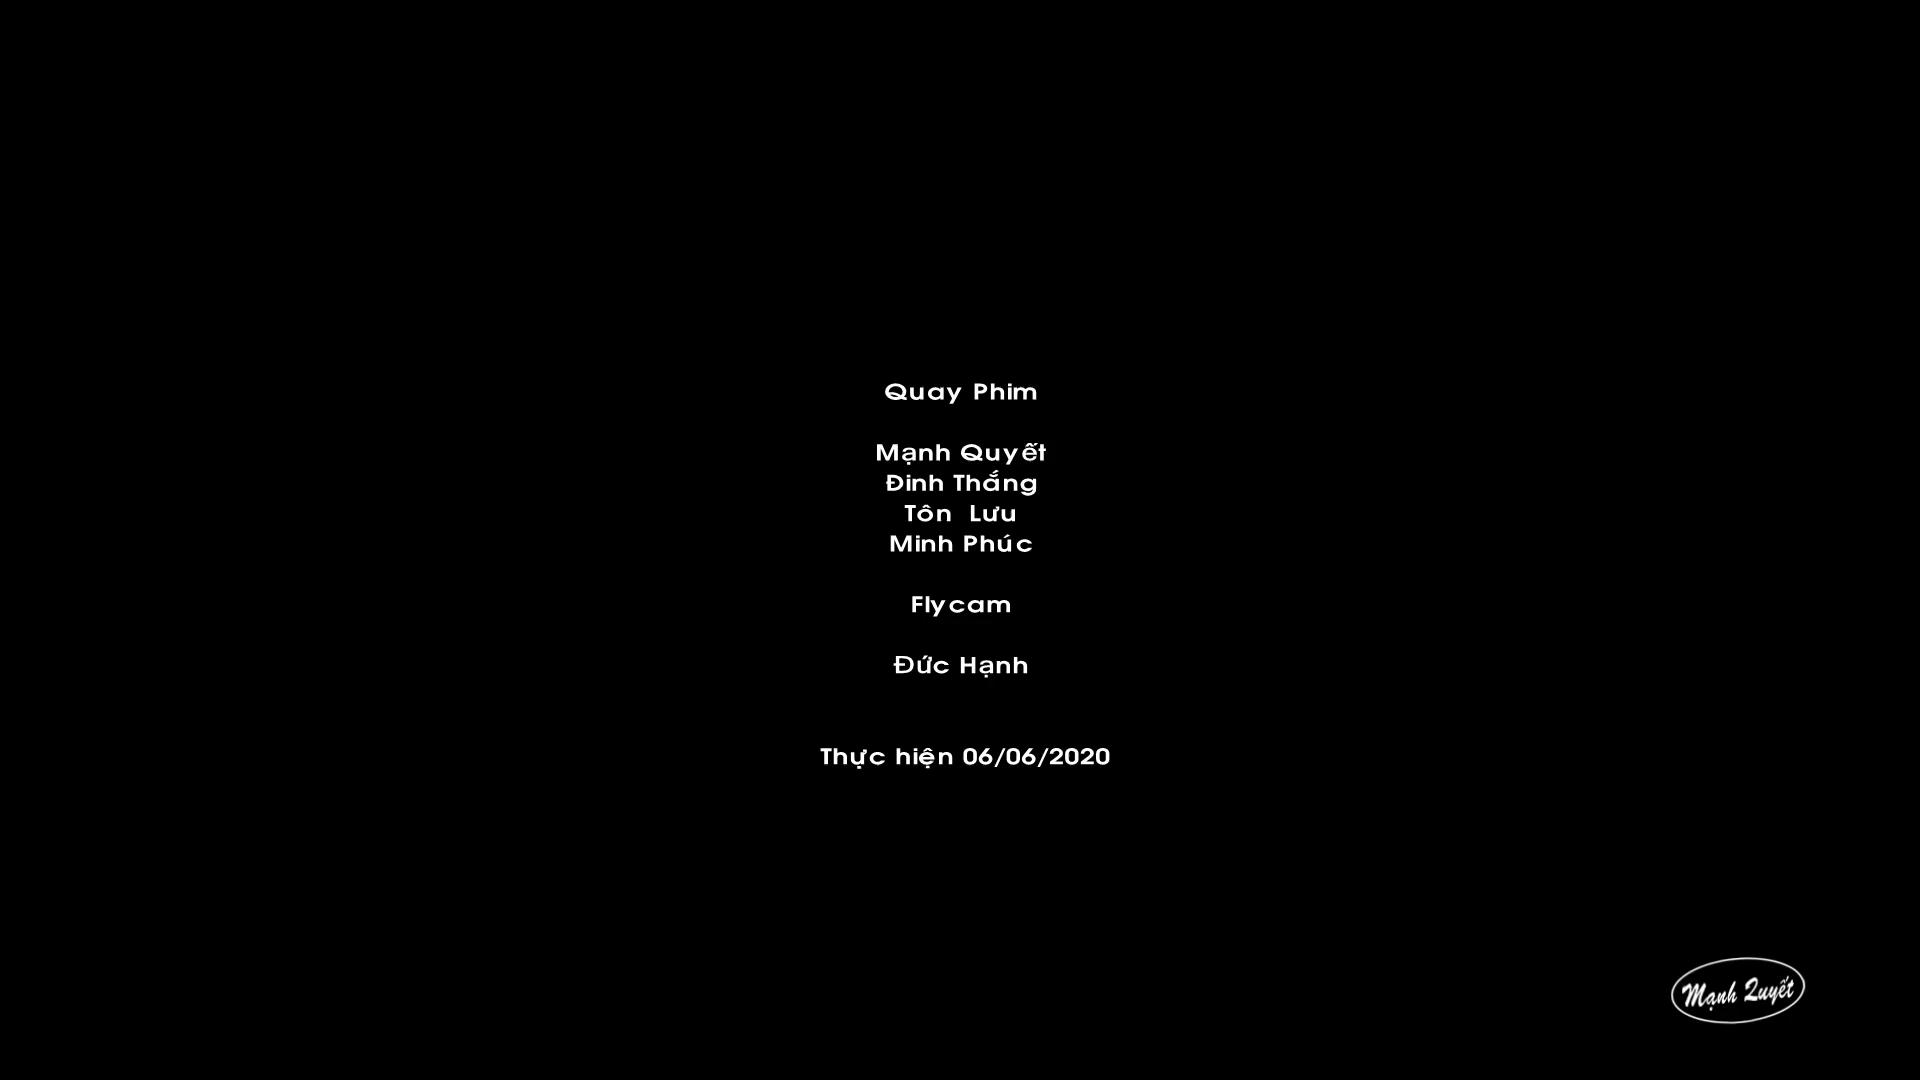 Quay Phim
Mạnh Quyết
Đinh Thắng
Tôn Lưu
Minh Phúc
Flycam
Đức Hạnh
Thực hiện 06/06/2020
Mạnh Quyết